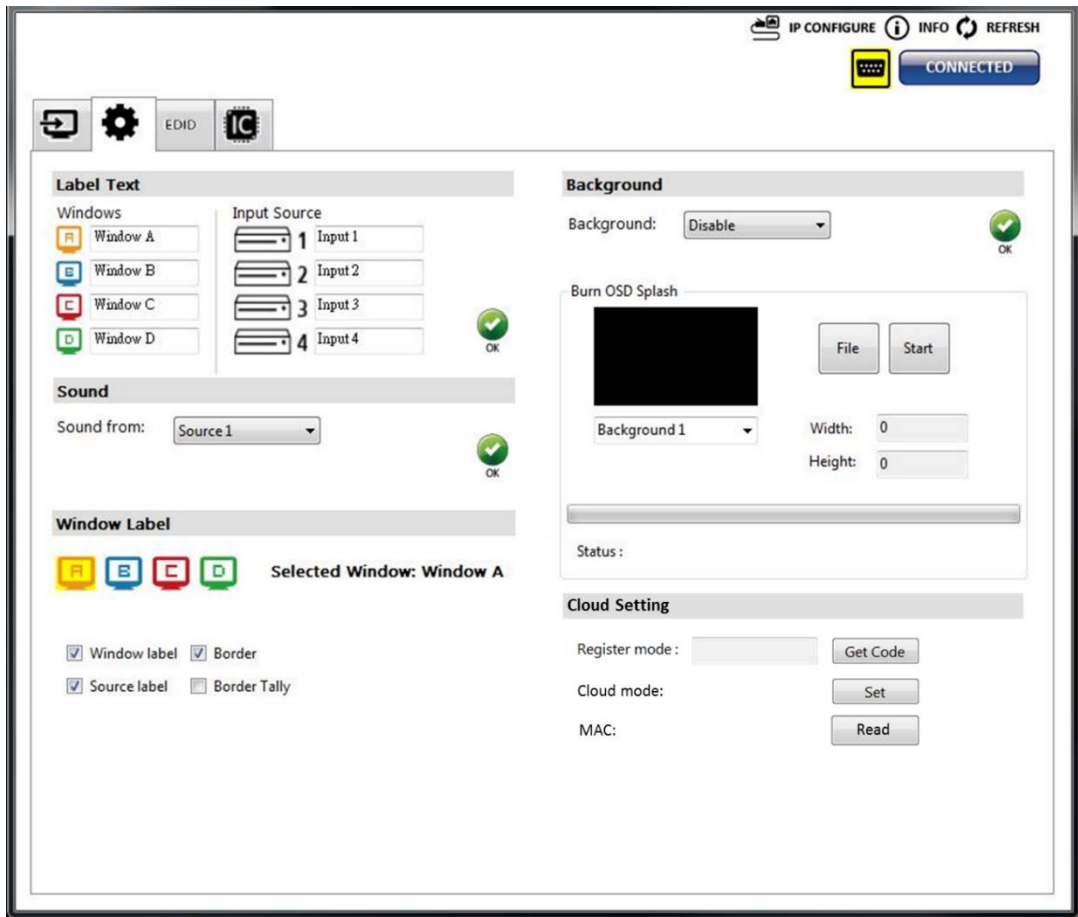 IP CONFIGURE INFO REFRESH
CONNECTED
EDID IC
Label Text
Windows Input Source
A Window A 1 Input 1
B Window B 2 Input 2
C Window C 3 Input 3
D Window D 4 Input 4
OK
Sound
Sound from: Source 1
OK
Window Label
A B C D Selected Window: Window A
Window label Border
Source label Border Tally
Background
Background: Disable
OK
Burn OSD Splash
File Start
Background 1 Width: 0
Height: 0
Status :
Cloud Setting
Register mode : Get Code
Cloud mode: Set
MAC: Read